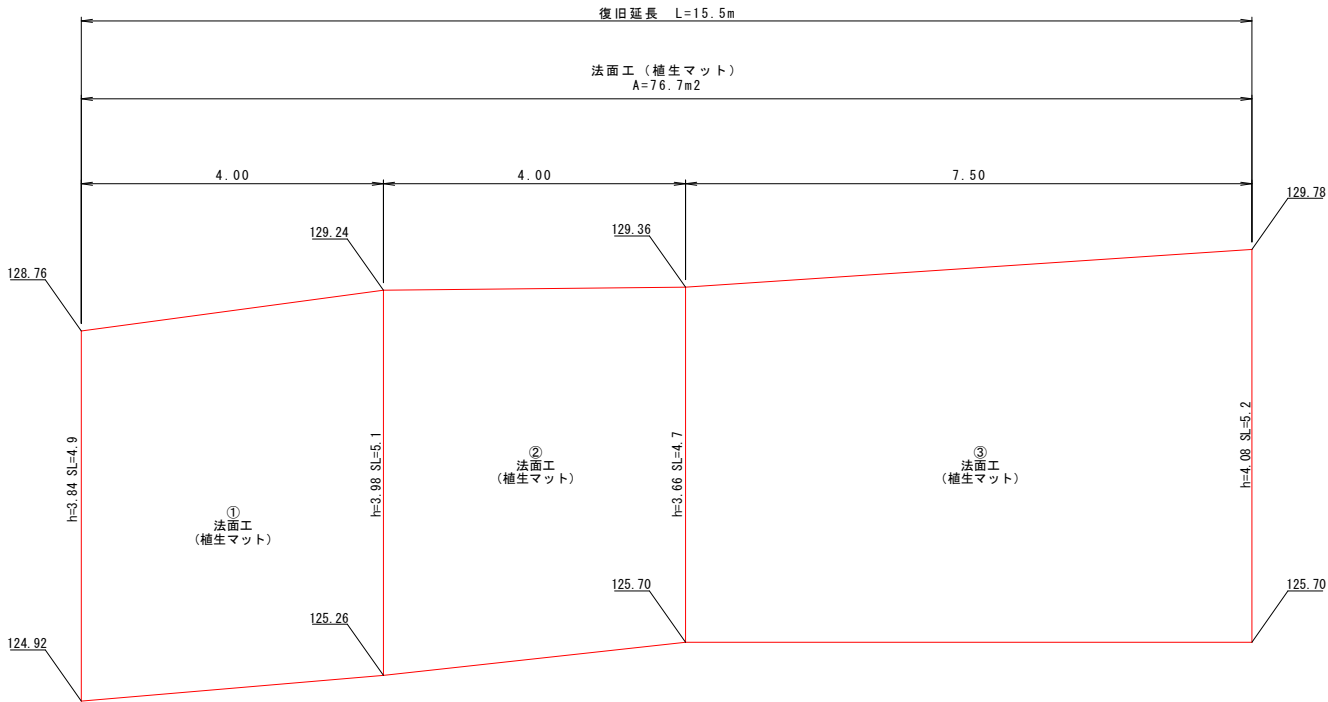 復旧延長 L=15.5m
法面工（植生マット）
A=76.7m2
4.00
4.00
7.50
129.78
129.24
129.36
128.76
h=3.84 SL=4.9
h=3.98 SL=5.1
h=3.66 SL=4.7
h=4.08 SL=5.2
①
法面工
（植生マット）
②
法面工
（植生マット）
③
法面工
（植生マット）
125.70
125.70
125.26
124.92